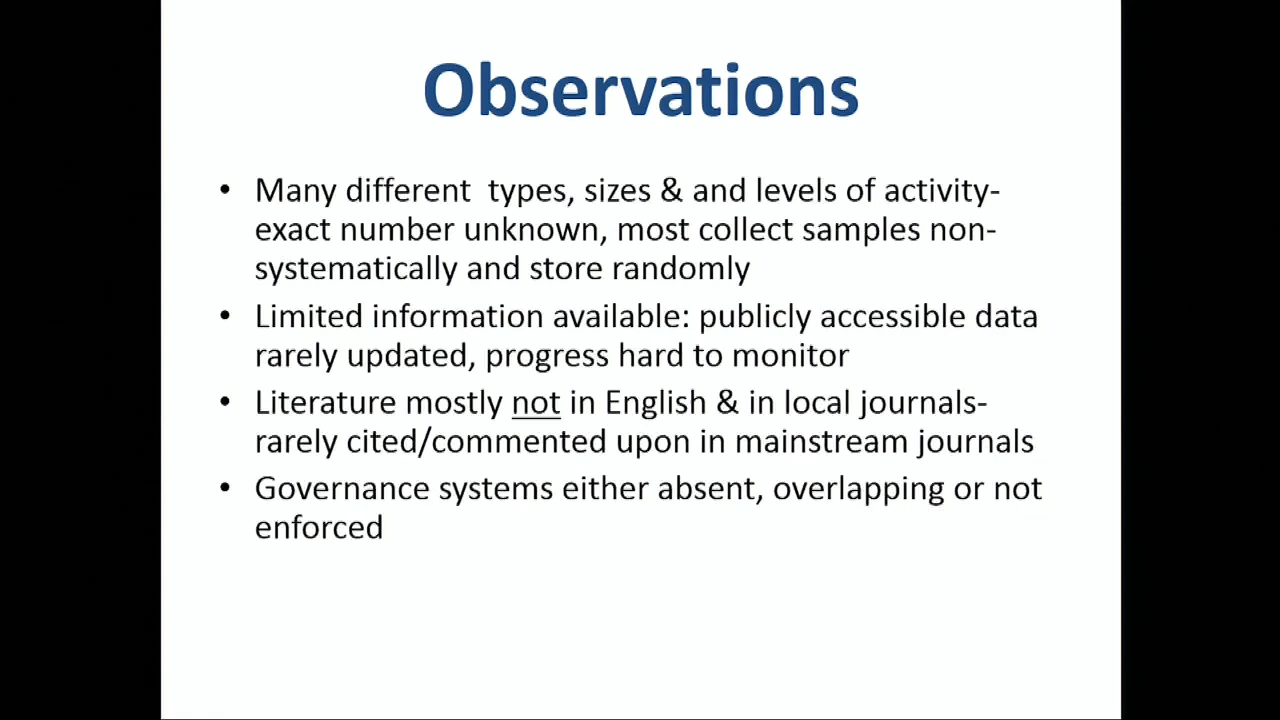 Observations
• Many different  types, sizes & and levels of activity-
exact number unknown, most collect samples non-
systematically and store randomly
• Limited information available: publicly accessible data
rarely updated, progress hard to monitor
• Literature mostly not in English & in local journals-
rarely cited/commented upon in mainstream journals
• Governance systems either absent, overlapping or not
enforced